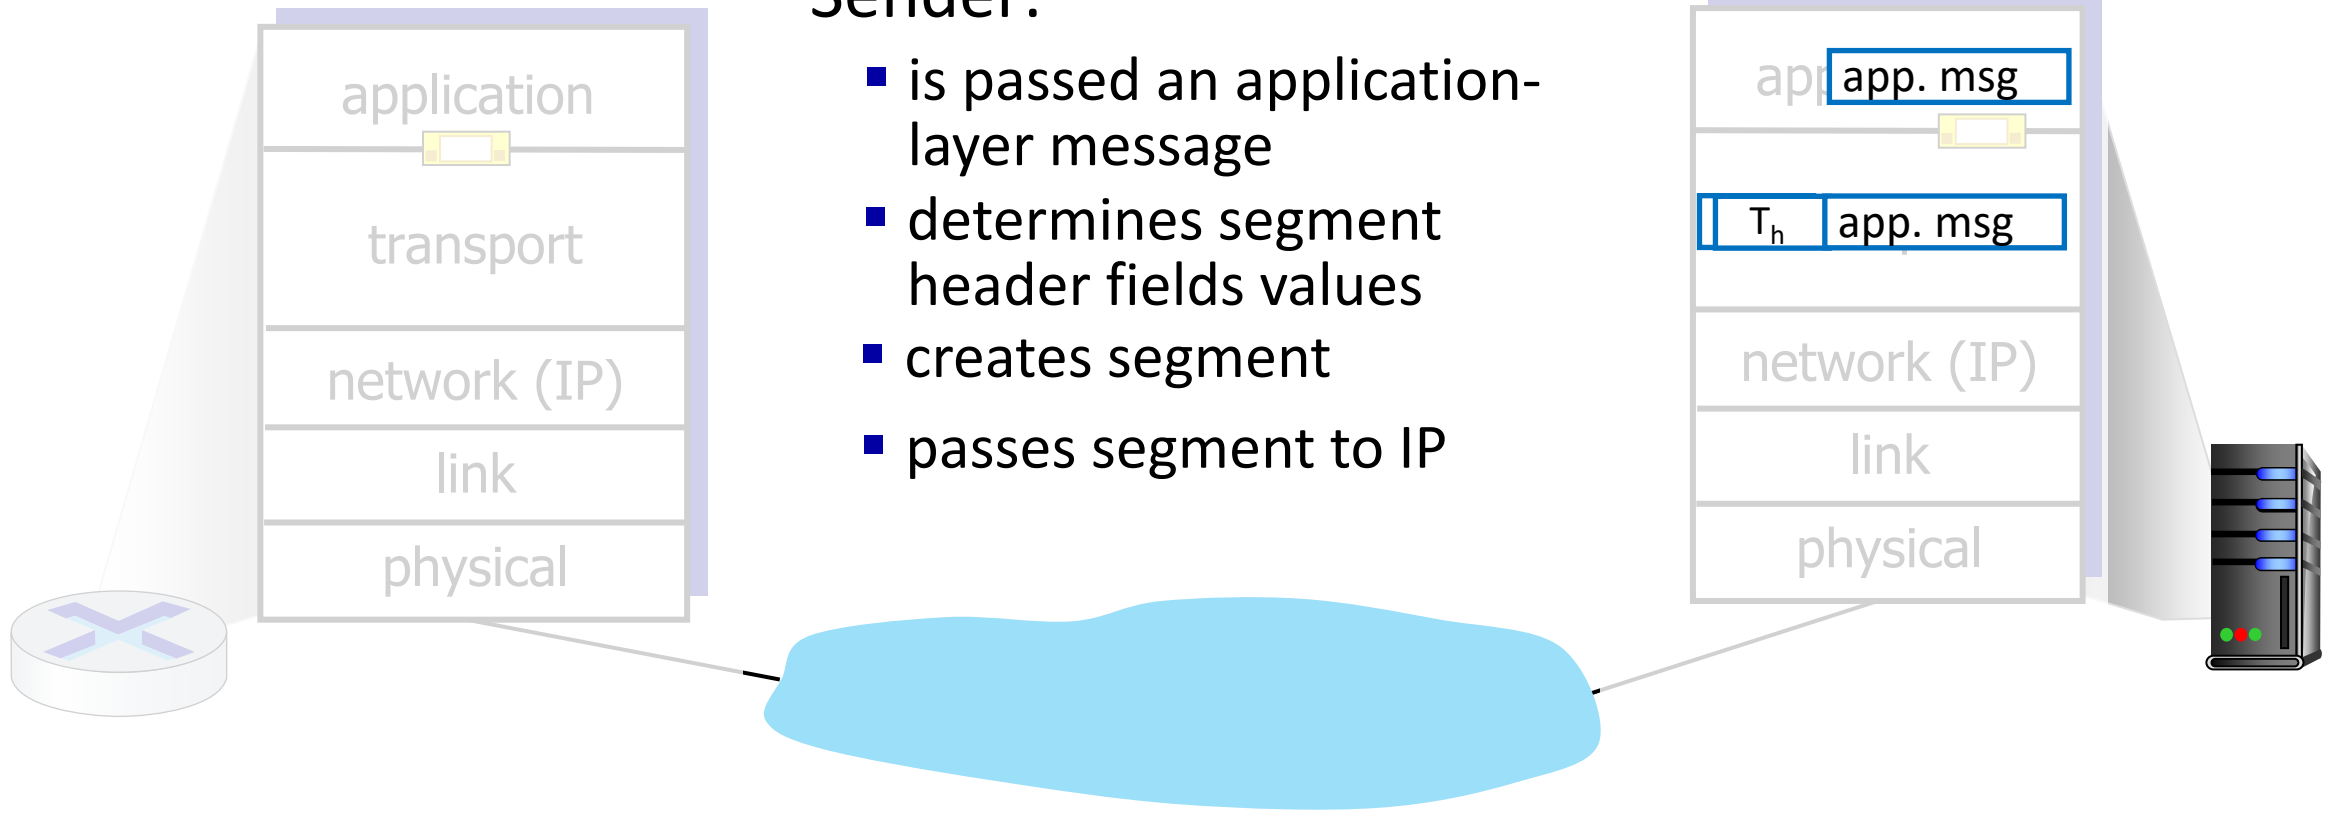 Sender:
is passed an application-
layer message
determines segment
header fields values
creates segment
passes segment to IP
application
transport
network (IP)
link
physical
app. msg
Th app. msg
network (IP)
link
physical